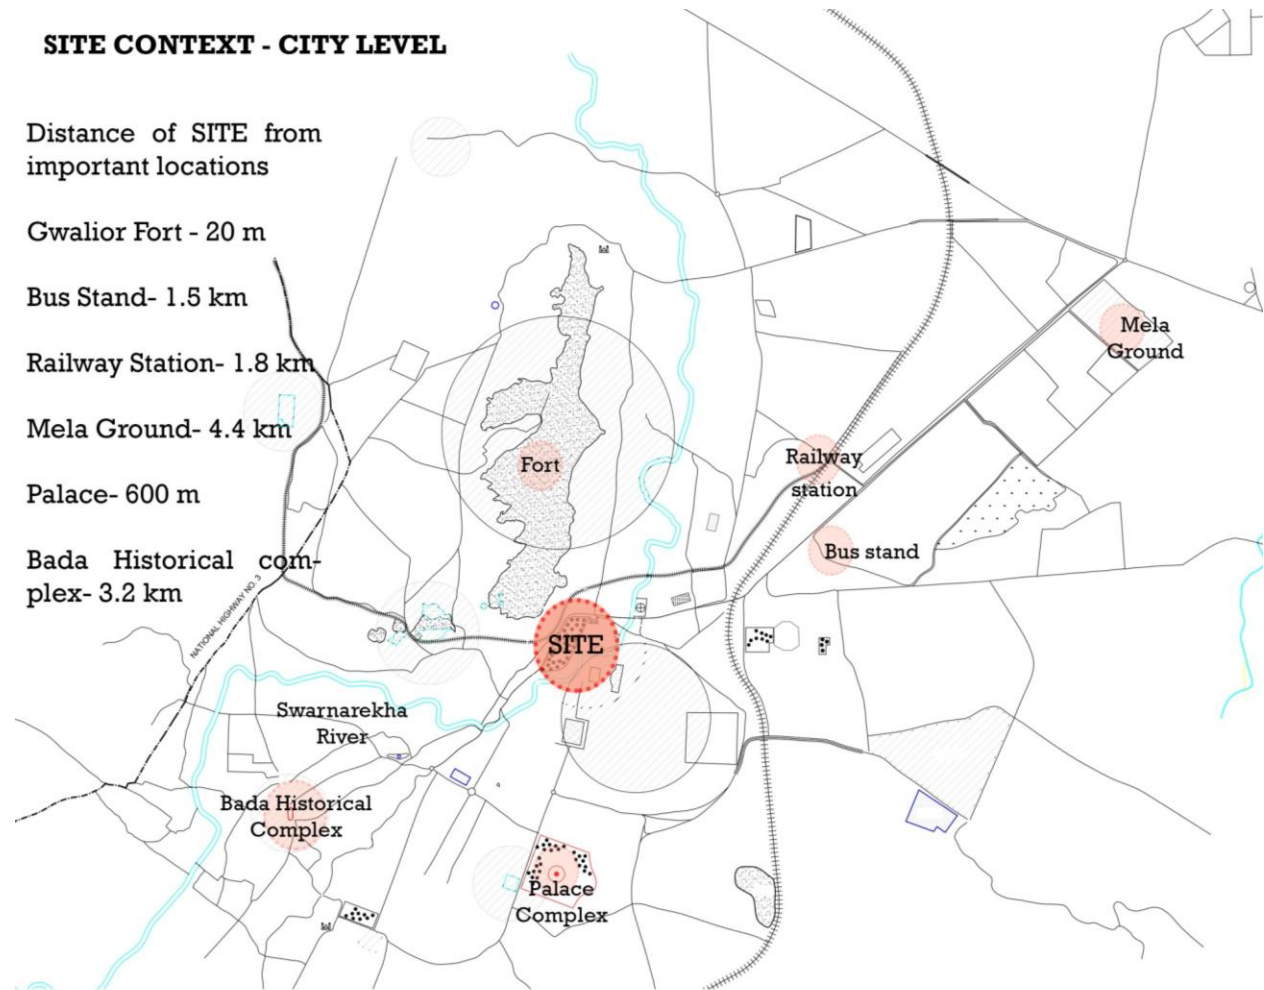 SITE CONTEXT - CITY LEVEL
Distance of SITE from
important locations
Gwalior Fort - 20 m
Bus Stand- 1.5 km
Railway Station- 1.8 km
Mela Ground- 4.4 km
Palace- 600 m
Bada Historical com-
plex- 3.2 km
NATIONAL HIGHWAY NO. 3
Mela
Ground
Fort
Railway
station
Bus stand
SITE
Swarnarekha
River
Bada Historical
Complex
Palace
Complex